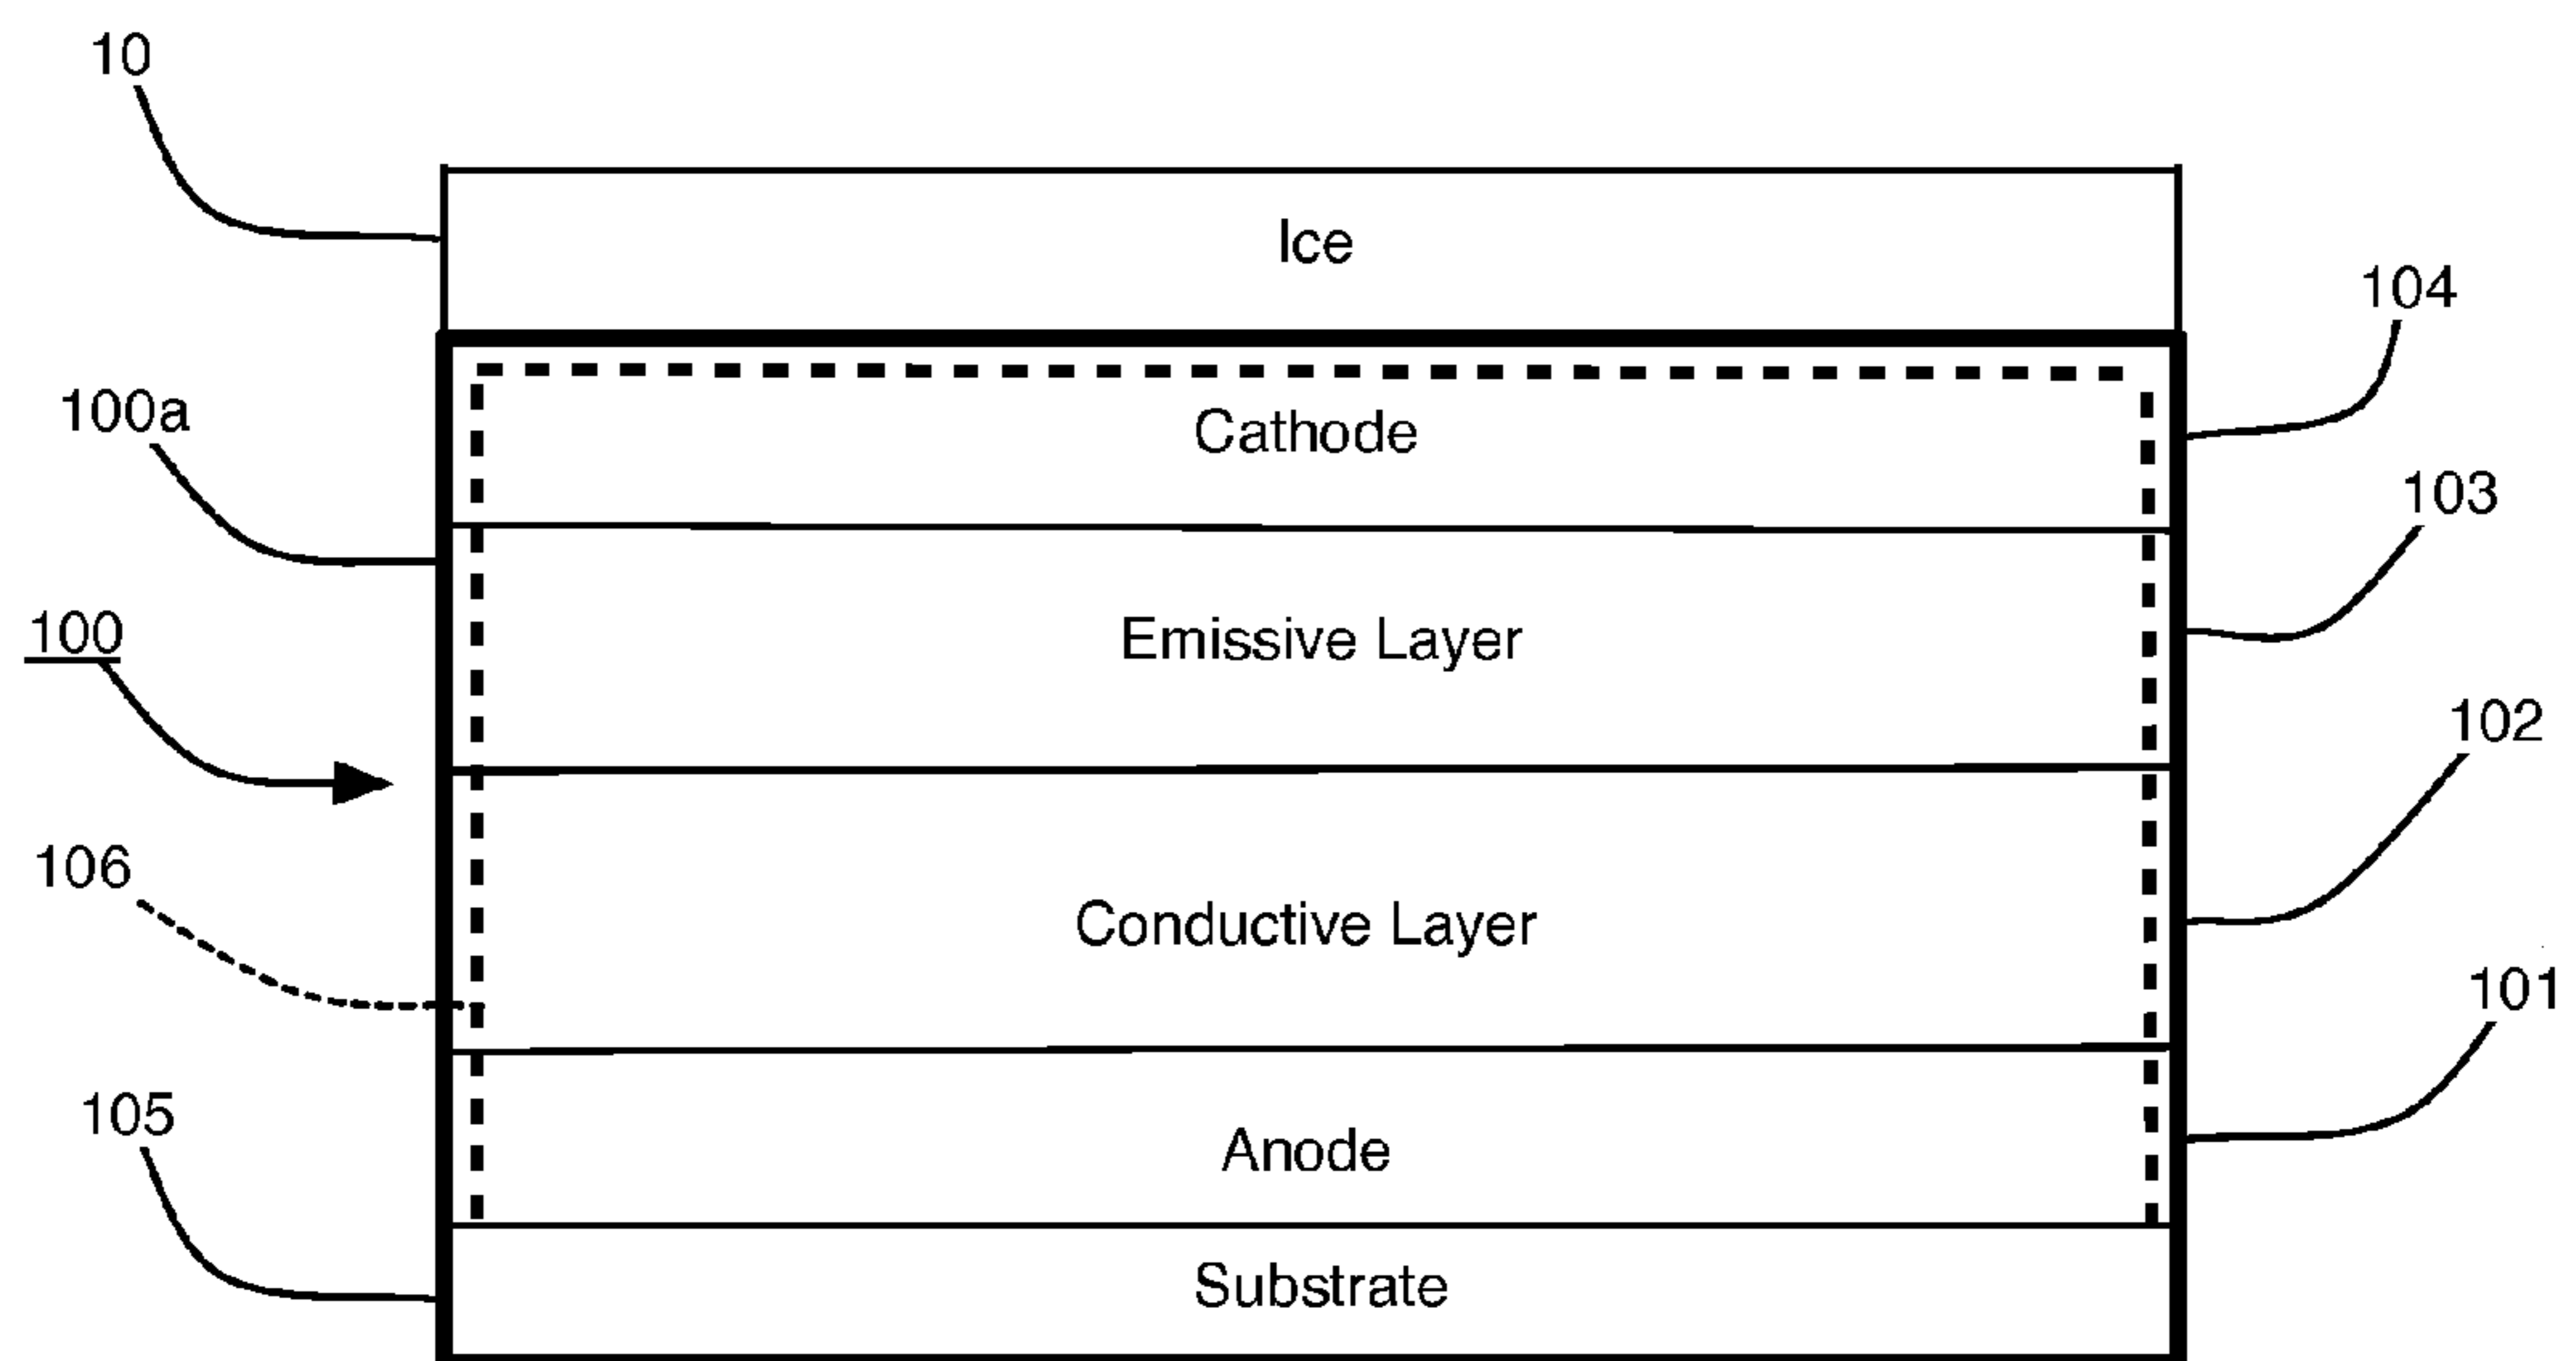 10
Ice
104
100a
Cathode
103
100
Emissive Layer
102
106
Conductive Layer
101
105
Anode
Substrate